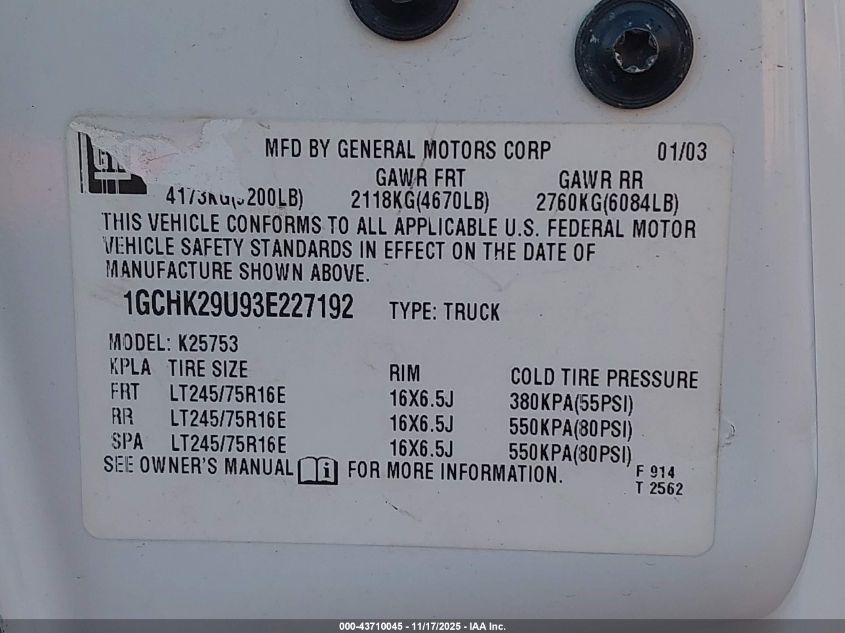 GM
MFD BY GENERAL MOTORS CORP 01/03
GAWR FRT GAWR RR
2118KG(4670LB) 2760KG(6084LB)
THIS VEHICLE CONFORMS TO ALL APPLICABLE U.S. FEDERAL MOTOR
VEHICLE SAFETY STANDARDS IN EFFECT ON THE DATE OF
MANUFACTURE SHOWN ABOVE.
1GCHK29U93E227192 TYPE: TRUCK
MODEL: K25753
KPLA TIRE SIZE RIM COLD TIRE PRESSURE
FRT LT245/75R16E 16X6.5J 380KPA(55PSI)
RR LT245/75R16E 16X6.5J 550KPA(80PSI)
SPA LT245/75R16E 16X6.5J 550KPA(80PSI)
SEE OWNER'S MANUAL i FOR MORE INFORMATION.
F 914
T 2562
000-43710045 - 11/17/2025 - IAA Inc.